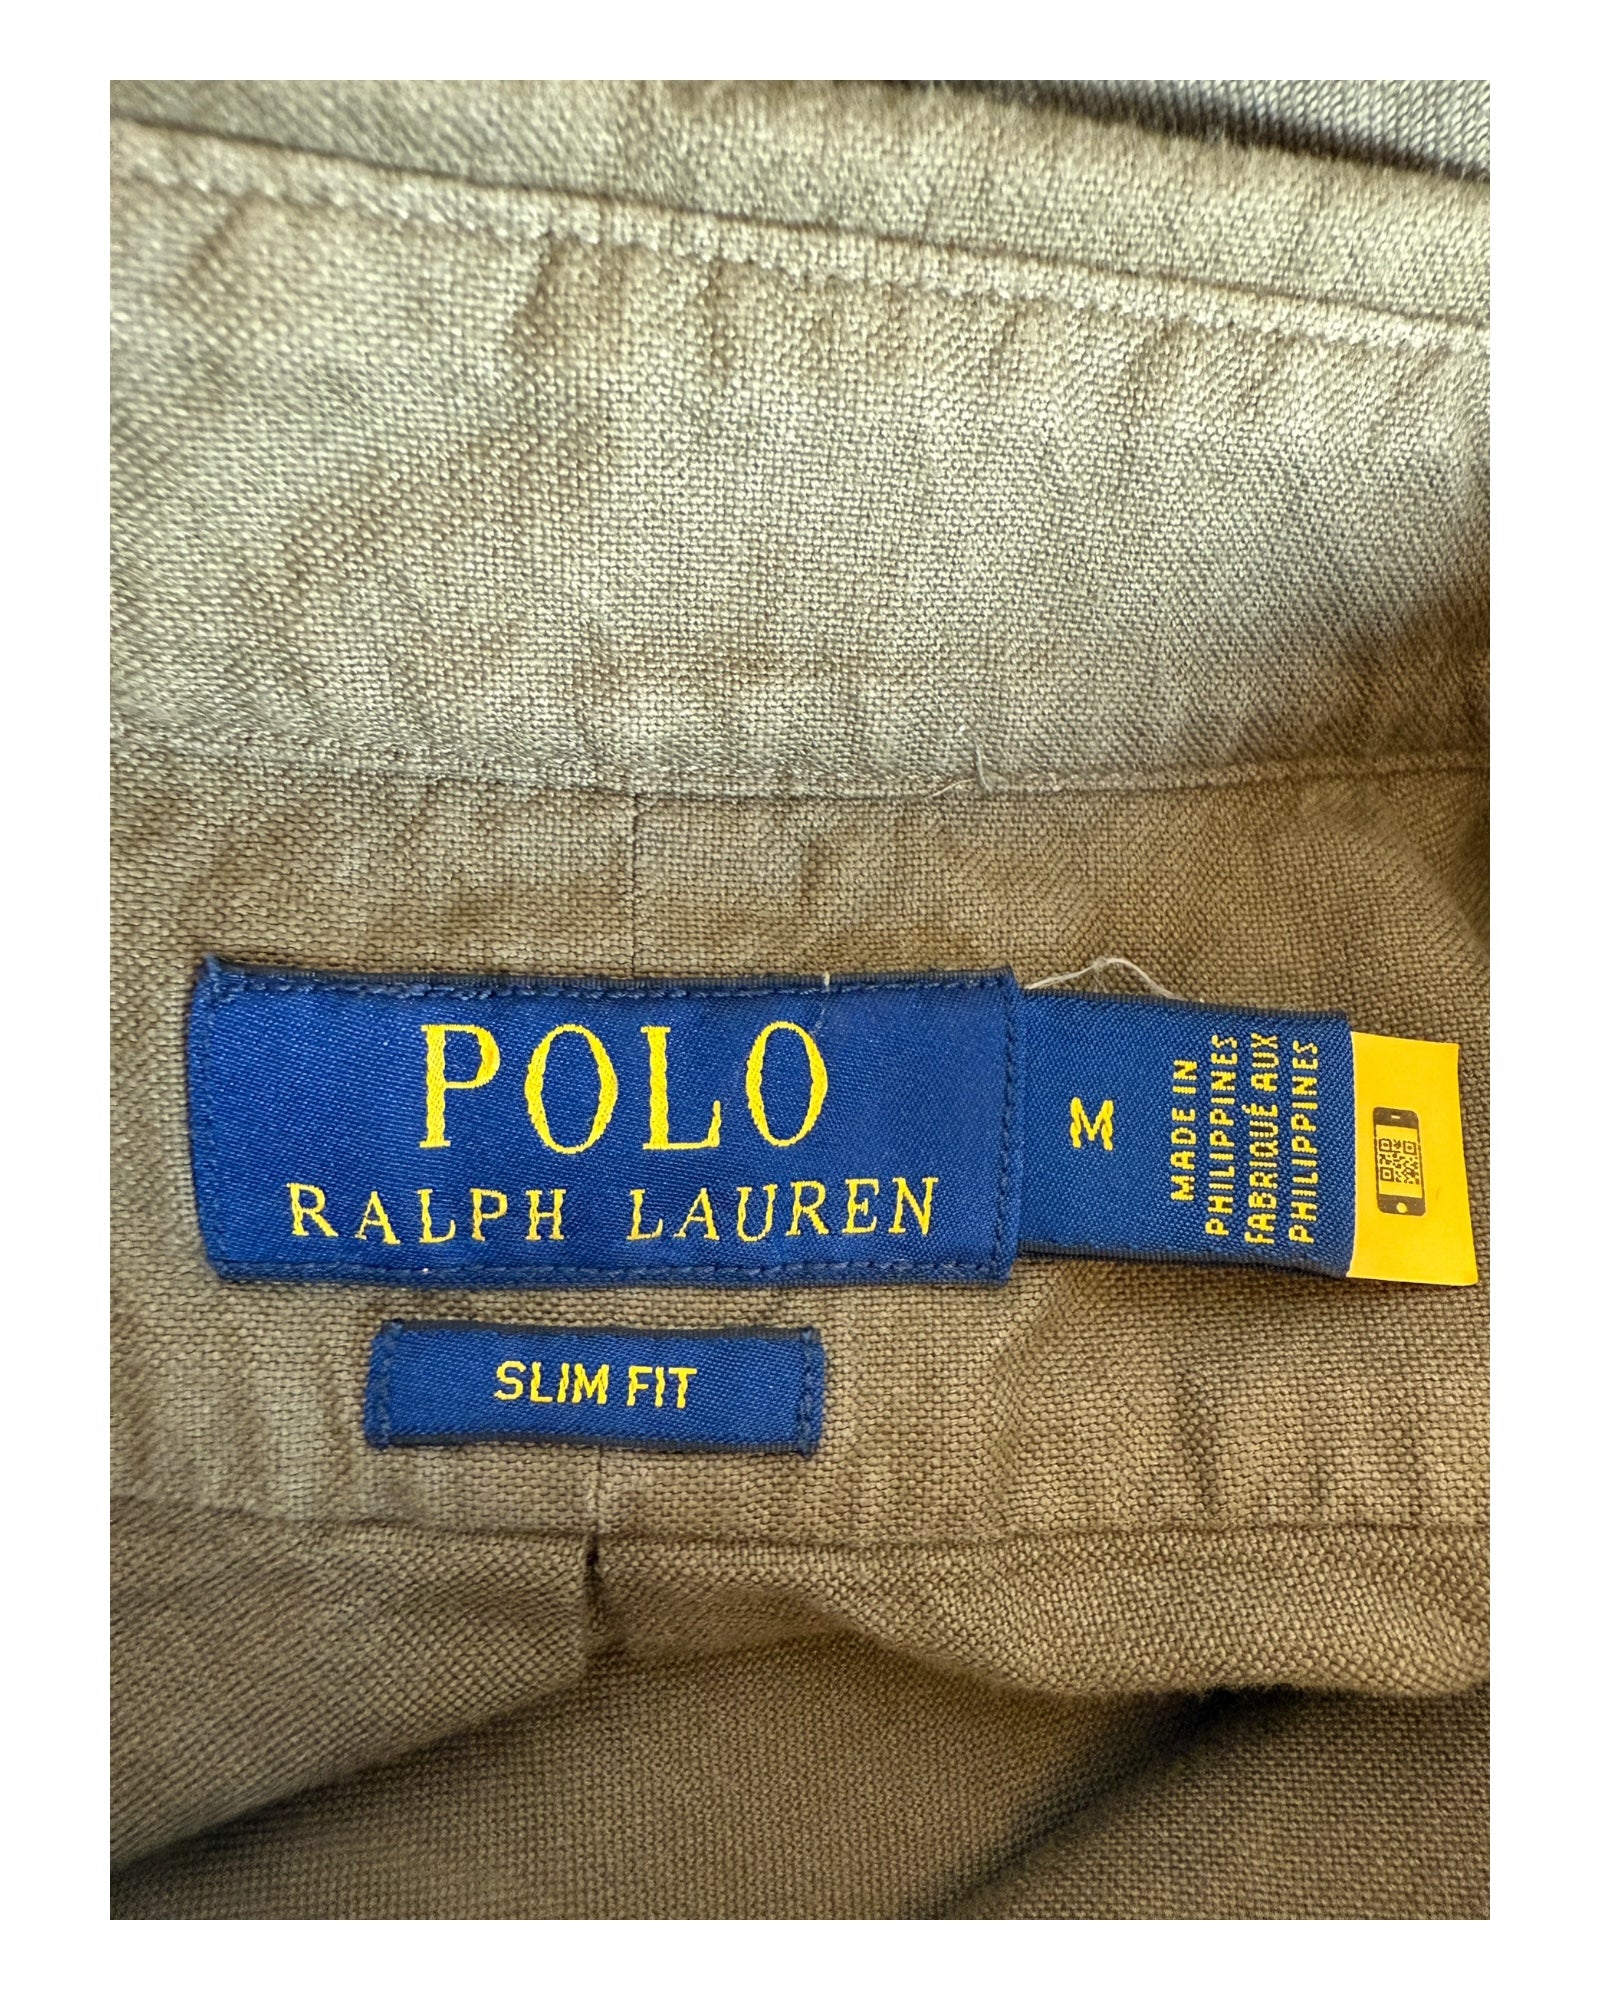 POLO
RALPH LAUREN
M
MADE IN
PHILIPPINES
FABRIQUÉ AUX
PHILIPPINES
SLIM FIT